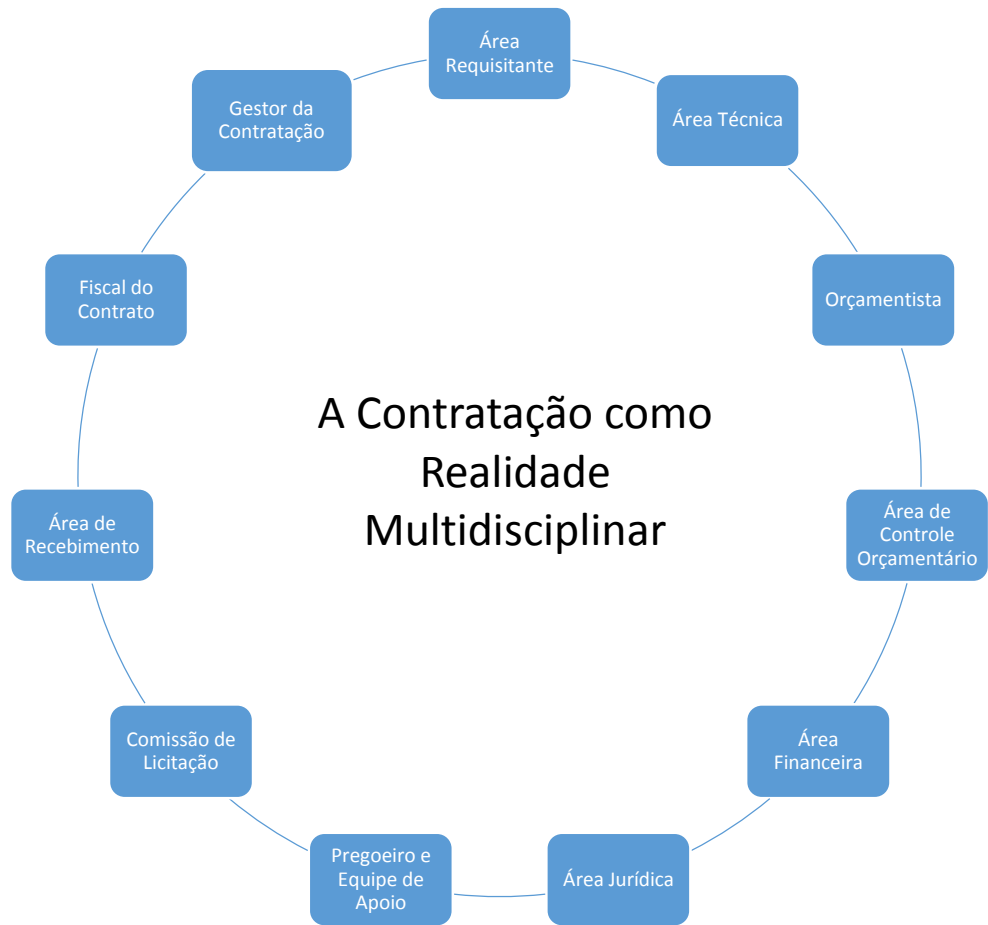 Área
Requisitante
Área Técnica
Orçamentista
Área de
Controle
Orçamentário
Área
Financeira
Área Jurídica
Pregoeiro e
Equipe de
Apoio
Comissão de
Licitação
Área de
Recebimento
Fiscal do
Contrato
Gestor da
Contratação
A Contratação como
Realidade
Multidisciplinar